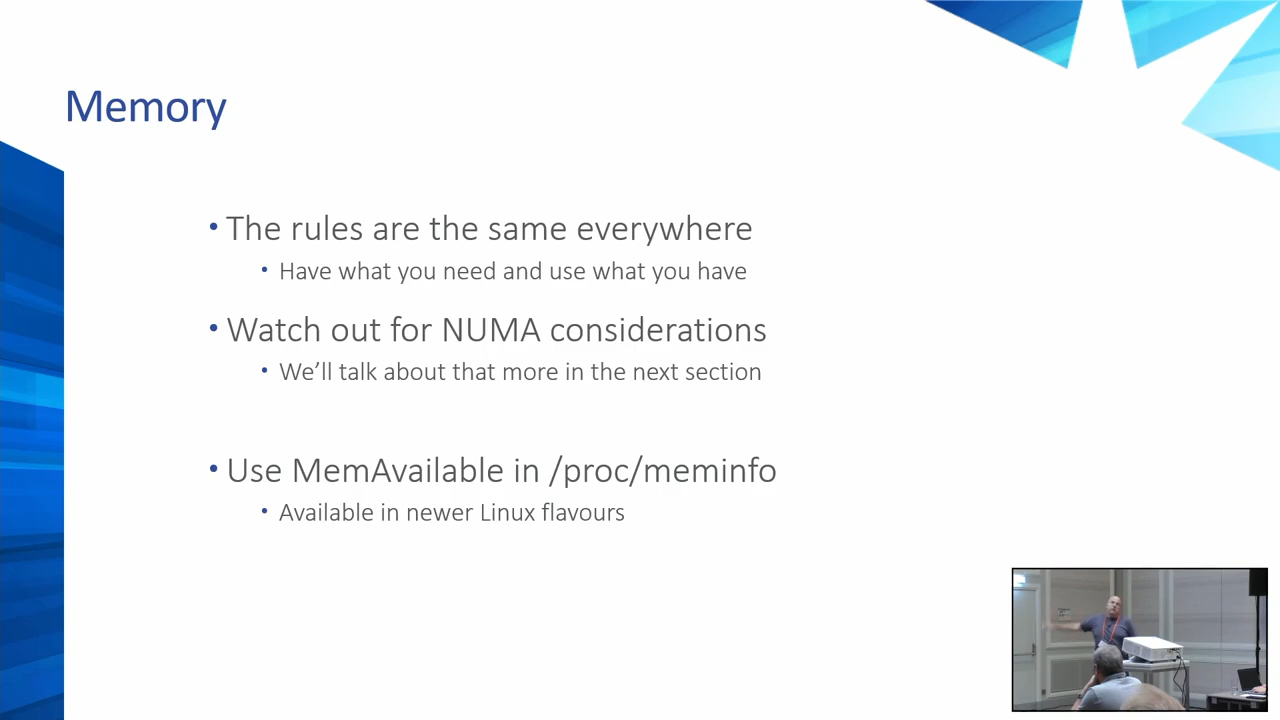 Memory
• The rules are the same everywhere
• Have what you need and use what you have
• Watch out for NUMA considerations
• We’ll talk about that more in the next section
• Use MemAvailable in /proc/meminfo
• Available in newer Linux flavours